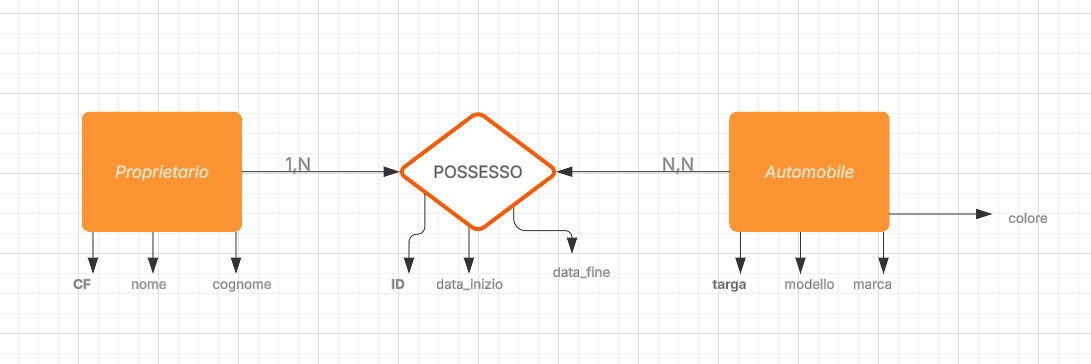 Proprietario
1,N
POSSESSO
N,N
Automobile
colore
CF
nome
cognome
ID
data_inizio
data_fine
targa
modello
marca